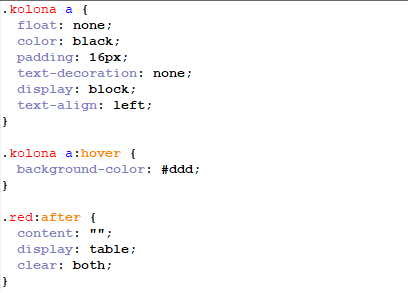 .kolona a {
  float: none;
  color: black;
  padding: 16px;
  text-decoration: none;
  display: block;
  text-align: left;
}

.kolona a:hover {
  background-color: #ddd;
}

.red:after {
  content: "";
  display: table;
  clear: both;
}